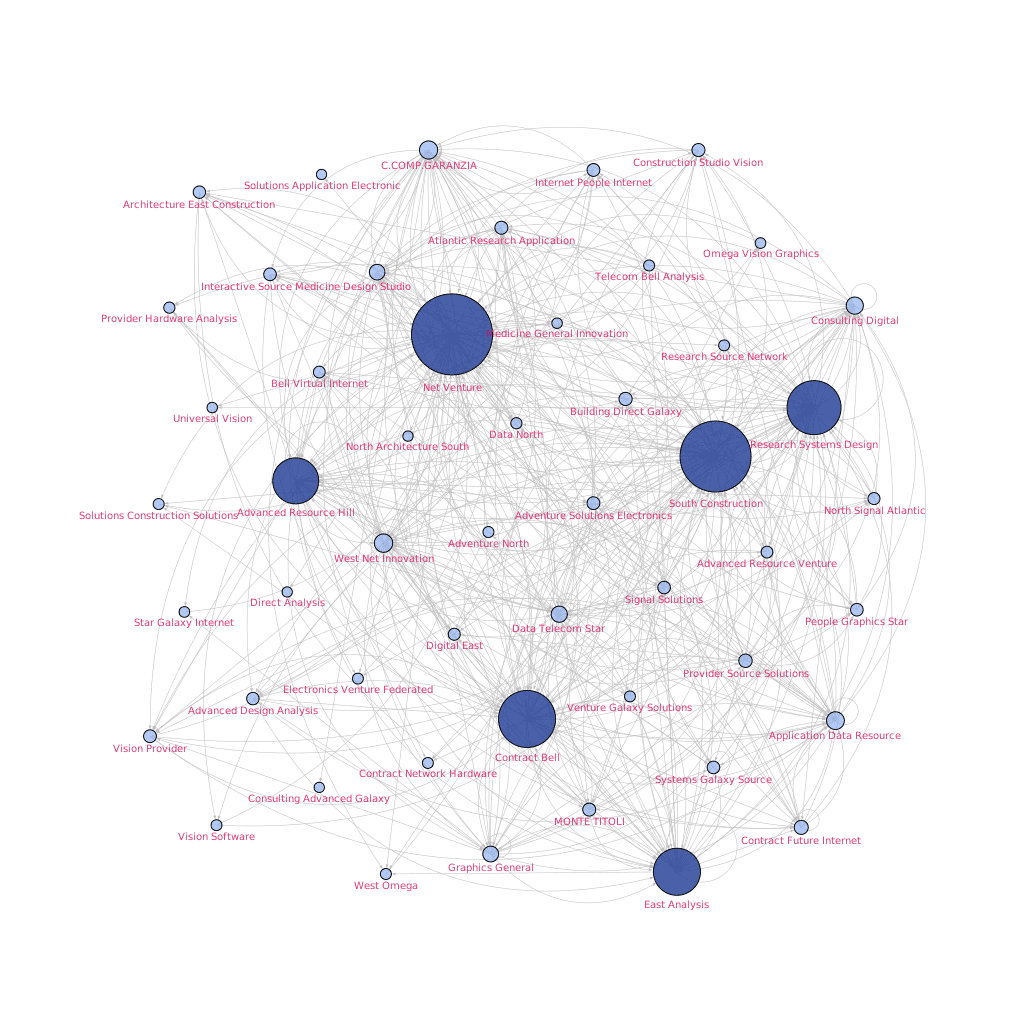 C.COMP.GARANZIA
Construction Studio Vision
Solutions Application Electronic
Internet People Internet
Architecture East Construction
Atlantic Research Application
Omega Vision Graphics
Telecom Bell Analysis
Interactive Source Medicine Design Studio
Provider Hardware Analysis
Consulting Digital
Medicine General Innovation
Research Source Network
Bell Virtual Internet
Net Venture
Building Direct Galaxy
Universal Vision
Data North
North Architecture South
Research Systems Design
South Construction
North Signal Atlantic
Solutions Construction Solutions
Advanced Resource Hill
Adventure Solutions Electronics
Adventure North
West Net Innovation
Advanced Resource Venture
Direct Analysis
Signal Solutions
Star Galaxy Internet
People Graphics Star
Data Telecom Star
Digital East
Provider Source Solutions
Electronics Venture Federated
Venture Galaxy Solutions
Advanced Design Analysis
Application Data Resource
Vision Provider
Contract Bell
Contract Network Hardware
Systems Galaxy Source
Consulting Advanced Galaxy
MONTE TITOLI
Vision Software
Contract Future Internet
Graphics General
West Omega
East Analysis